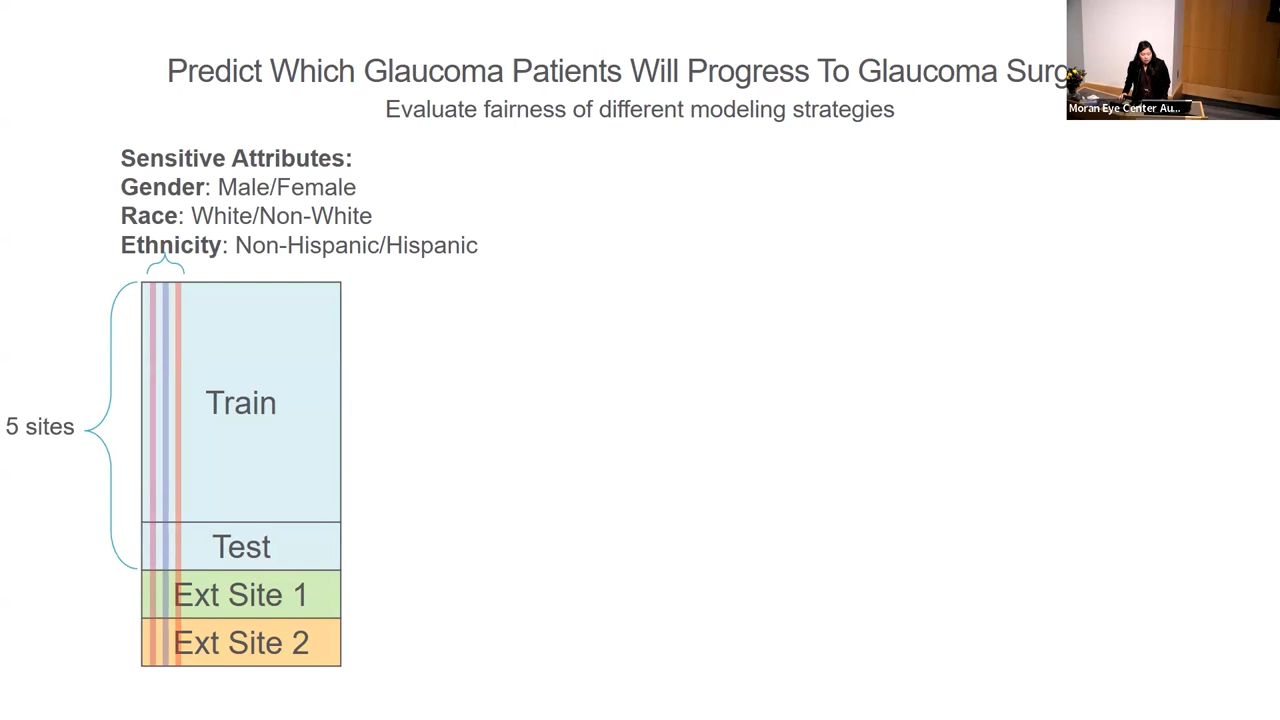 Predict Which Glaucoma Patients Will Progress To Glaucoma Surg
Evaluate fairness of different modeling strategies
Moran Eye Center Au...
Sensitive Attributes:
Gender: Male/Female
Race: White/Non-White
Ethnicity: Non-Hispanic/Hispanic
5 sites
Train
Test
Ext Site 1
Ext Site 2